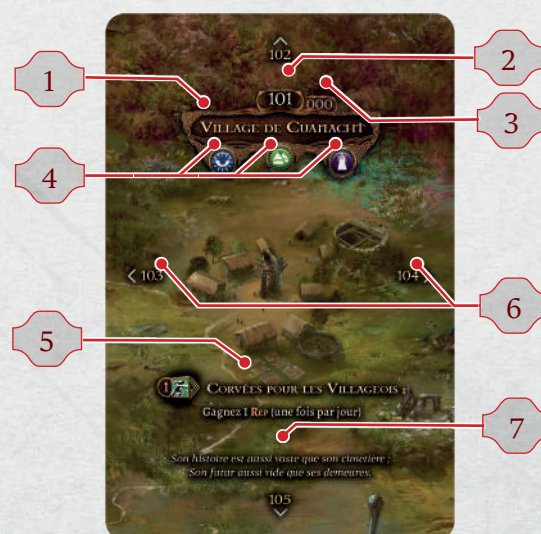 102
2
1
101
000
3
VILLAGE DE CUANACHT
4
< 103
104 >
6
5
1
CORVÉES POUR LES VILLAGEOIS :
Gagnez 1 REP (une fois par jour)
7
Son histoire est aussi vaste que son cimetière ;
Son futur aussi vide que ses demeures.
105